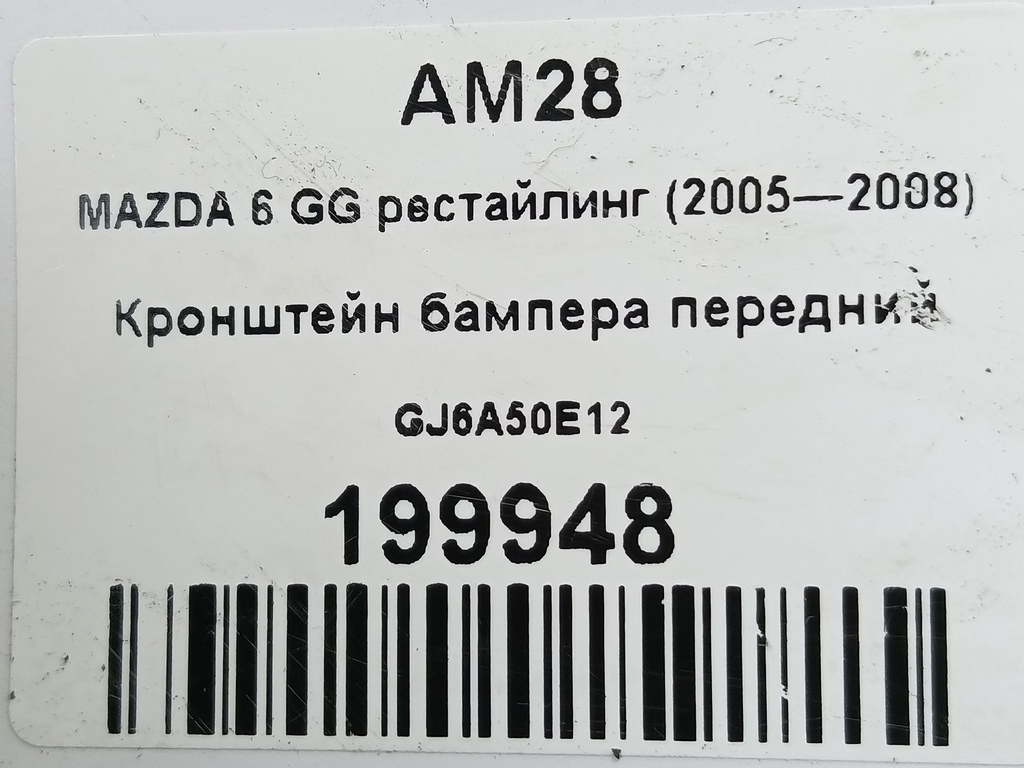 AM28
MAZDA 6 GG рестайлинг (2005—2008)
Кронштейн бампера передний
GJ6A50E12
199948